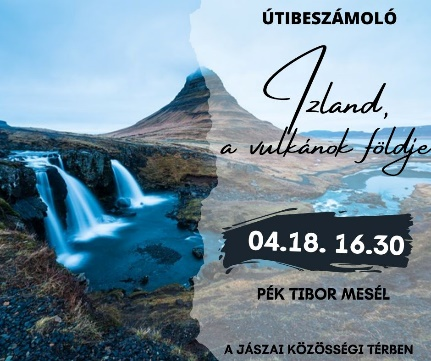 ÚTIBESZÁMOLÓ
Izland,
a vulkánok földje
04.18. 16.30
PÉK TIBOR MESÉL
A JÁSZAI KÖZÖSSÉGI TÉRBEN